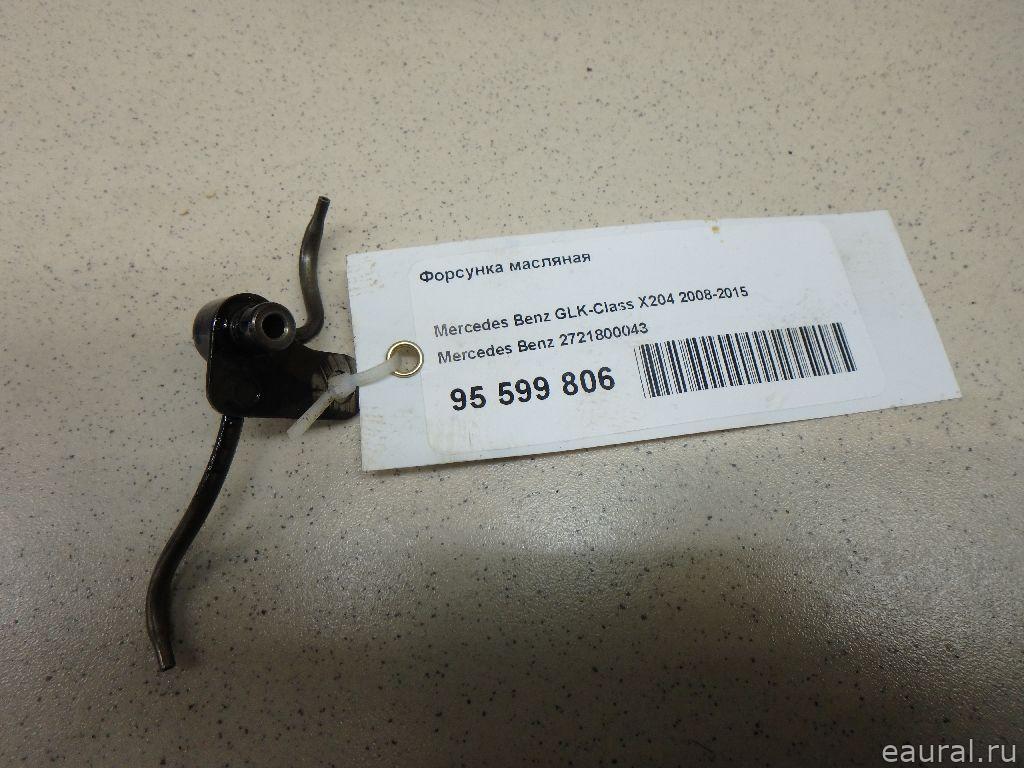 Форсунка масляная
Mercedes Benz GLK-Class X204 2008-2015
Mercedes Benz 2721800043
95 599 806
eaural.ru